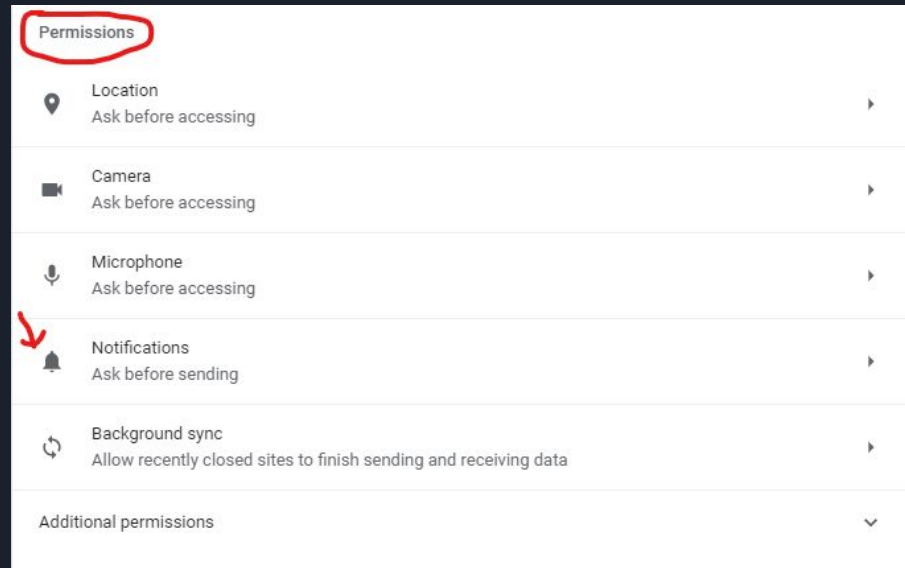 Permissions
Location
Ask before accessing
Camera
Ask before accessing
Microphone
Ask before accessing
Notifications
Ask before sending
Background sync
Allow recently closed sites to finish sending and receiving data
Additional permissions